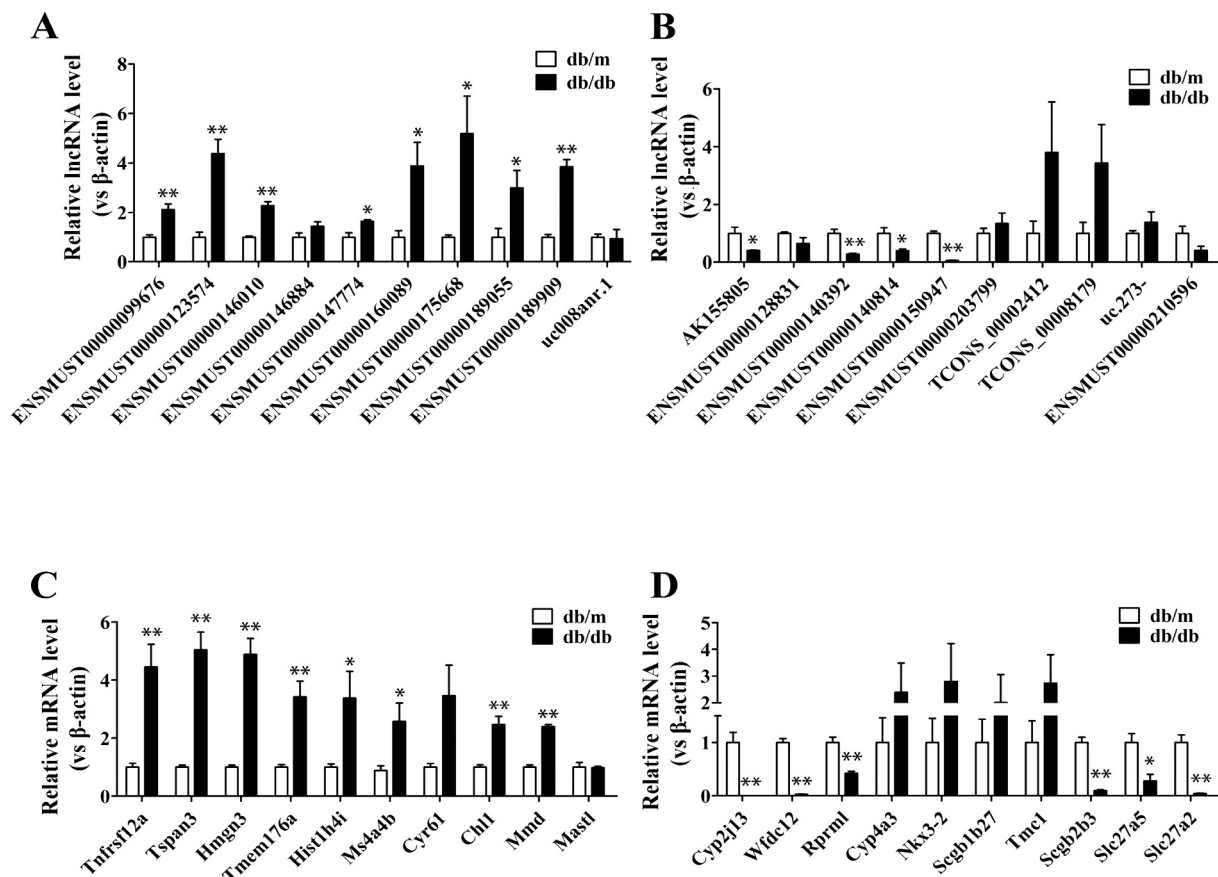 A
Relative lncRNA level
(vs β-actin)
8
6
4
2
0
db/m
db/db
**
**
**
*
*
*
*
**
ENSMUST0000009676
ENSMUST00000123574
ENSMUST00000146010
ENSMUST00000146884
ENSMUST00000147774
ENSMUST00000160089
ENSMUST00000175668
ENSMUST00000189055
ENSMUST00000189909
uc008anr.1
B
Relative lncRNA level
(vs β-actin)
6
4
2
0
db/m
db/db
*
**
*
**
AK155805
ENSMUST00000128831
ENSMUST00000140392
ENSMUST00000140814
ENSMUST00000150947
ENSMUST00000203799
TCONS_00002412
TCONS_00008179
uc.273-
ENSMUST00000210596
C
Relative mRNA level
(vs β-actin)
6
4
2
0
db/m
db/db
**
**
**
**
*
*
**
**
Tnfrsf12a
Tspan3
Hmgn3
Tmem176a
Hist1h4i
Ms4a4b
Cyr61
Chl1
Mmd
Mastl
D
Relative mRNA level
(vs β-actin)
5
4
3
2
1
0
db/m
db/db
**
**
**
**
*
**
Cyp2j13
Wfdc12
Rprml
Cyp4a3
Nkx3-2
Scgb1b27
Tmc1
Scgb2b3
Slc27a5
Slc27a2